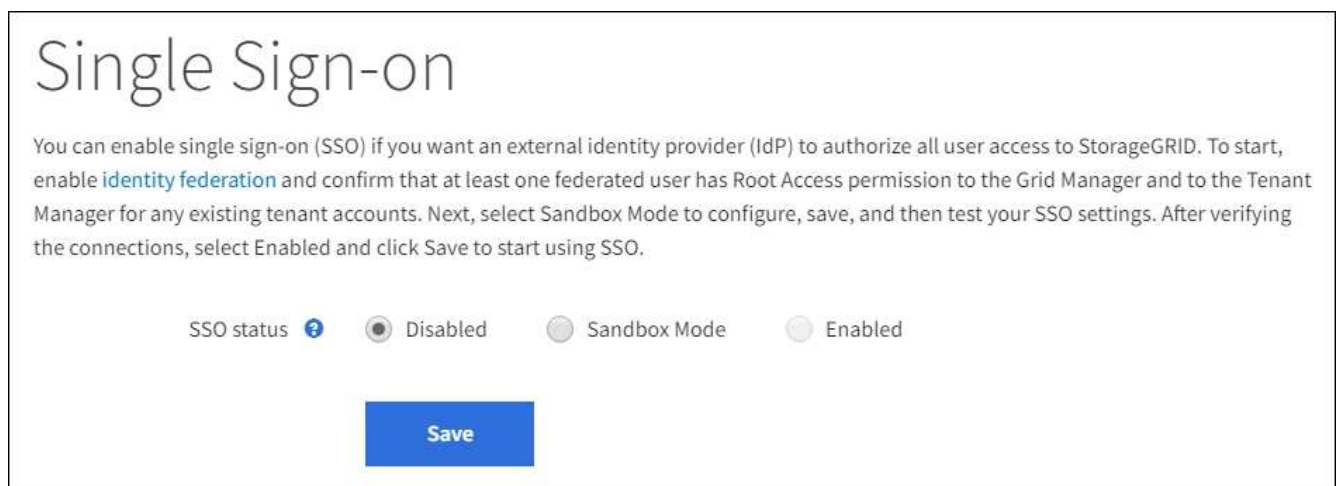 Single Sign-on
You can enable single sign-on (SSO) if you want an external identity provider (IdP) to authorize all user access to StorageGRID. To start,
enable identity federation and confirm that at least one federated user has Root Access permission to the Grid Manager and to the Tenant
Manager for any existing tenant accounts. Next, select Sandbox Mode to configure, save, and then test your SSO settings. After verifying
the connections, select Enabled and click Save to start using SSO.
SSO status ? Disabled Sandbox Mode Enabled
Save